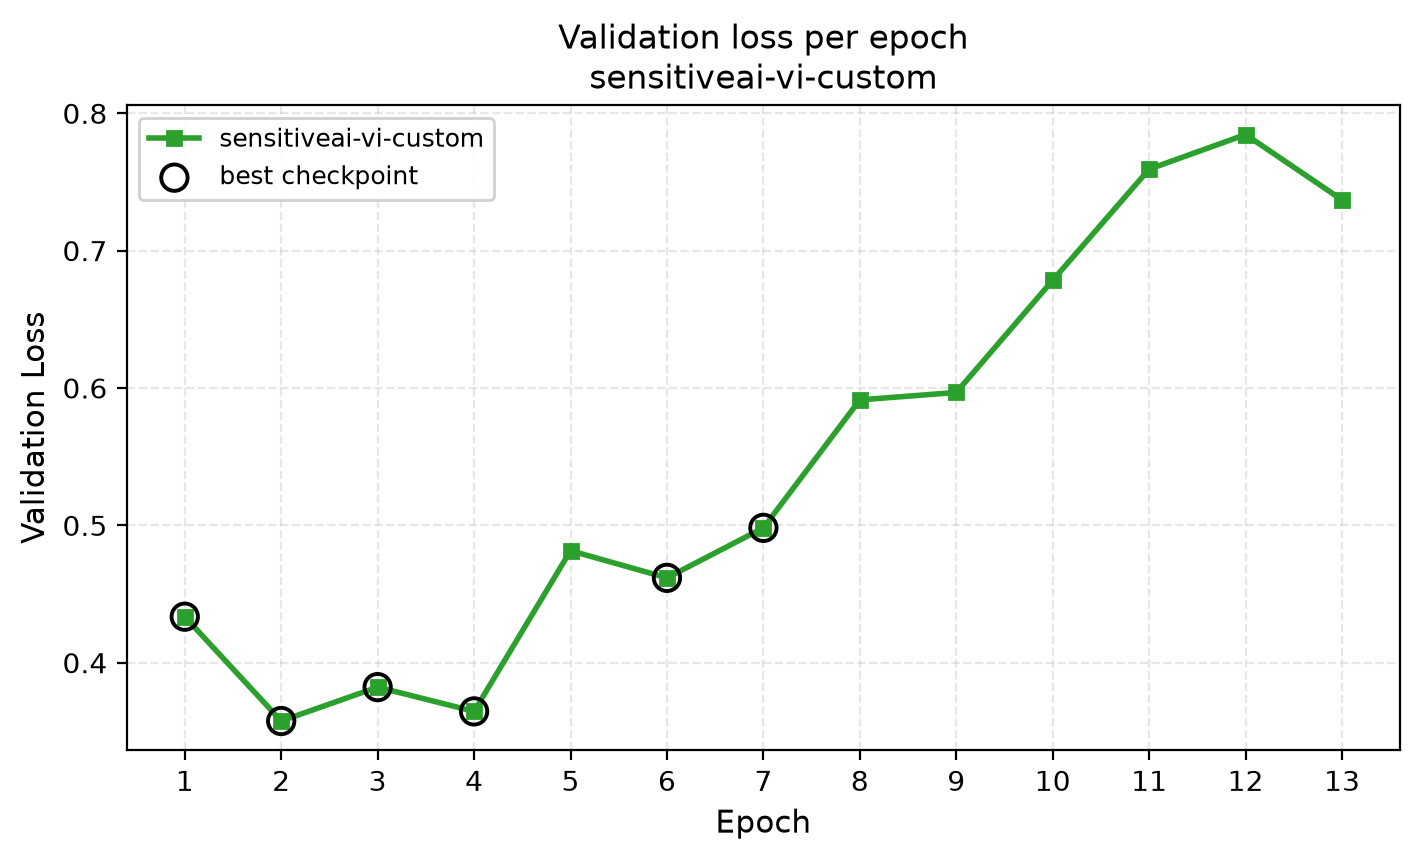 Validation loss per epoch
sensitiveai-vi-custom
sensitiveai-vi-custom
best checkpoint
Validation Loss
0.8
0.7
0.6
0.5
0.4
1 2 3 4 5 6 7 8 9 10 11 12 13
Epoch